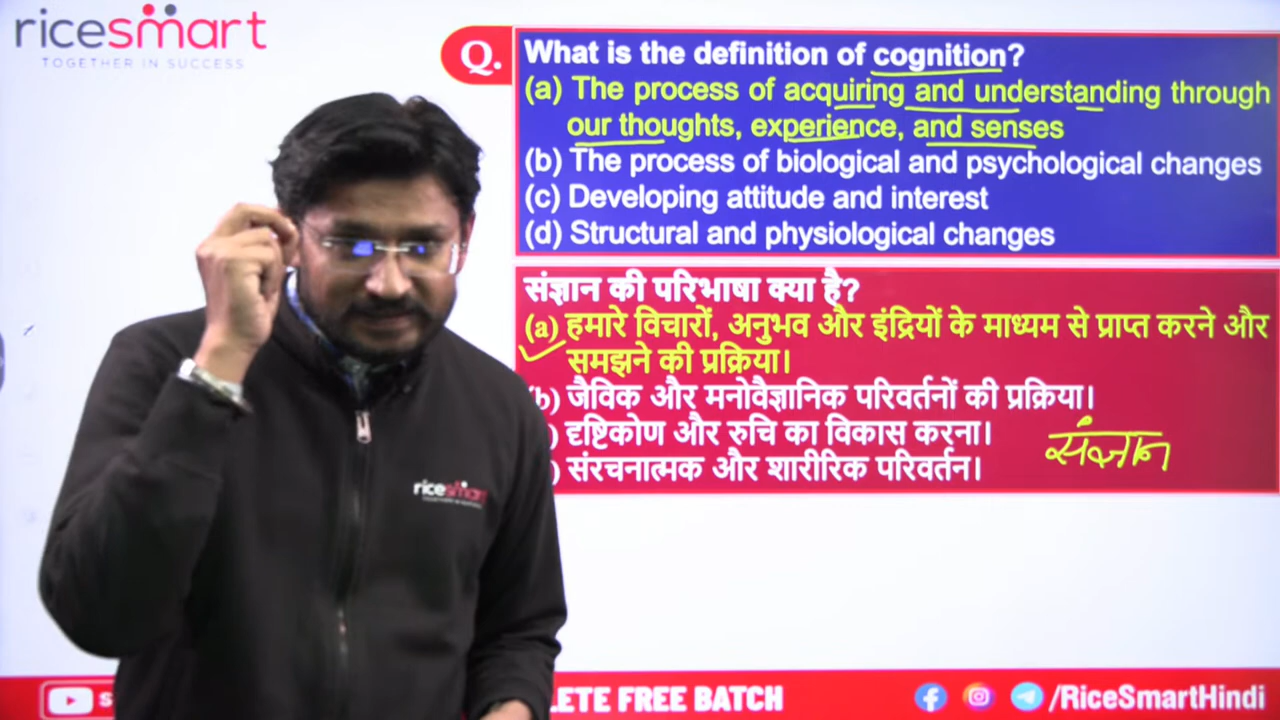 ricesmart
TOGETHER IN SUCCESS
Q.
What is the definition of cognition?
(a) The process of acquiring and understanding through
our thoughts, experience, and senses
(b) The process of biological and psychological changes
(c) Developing attitude and interest
(d) Structural and physiological changes
संज्ञान की परिभाषा क्या है?
(a) हमारे विचारों, अनुभव और इंद्रियों के माध्यम से प्राप्त करने और
समझने की प्रक्रिया।
b) जैविक और मनोवैज्ञानिक परिवर्तनों की प्रक्रिया।
) दृष्टिकोण और रुचि का विकास करना।
) संरचनात्मक और शारीरिक परिवर्तन।
संज्ञान
ricesmart
LETE FREE BATCH
/RiceSmartHindi